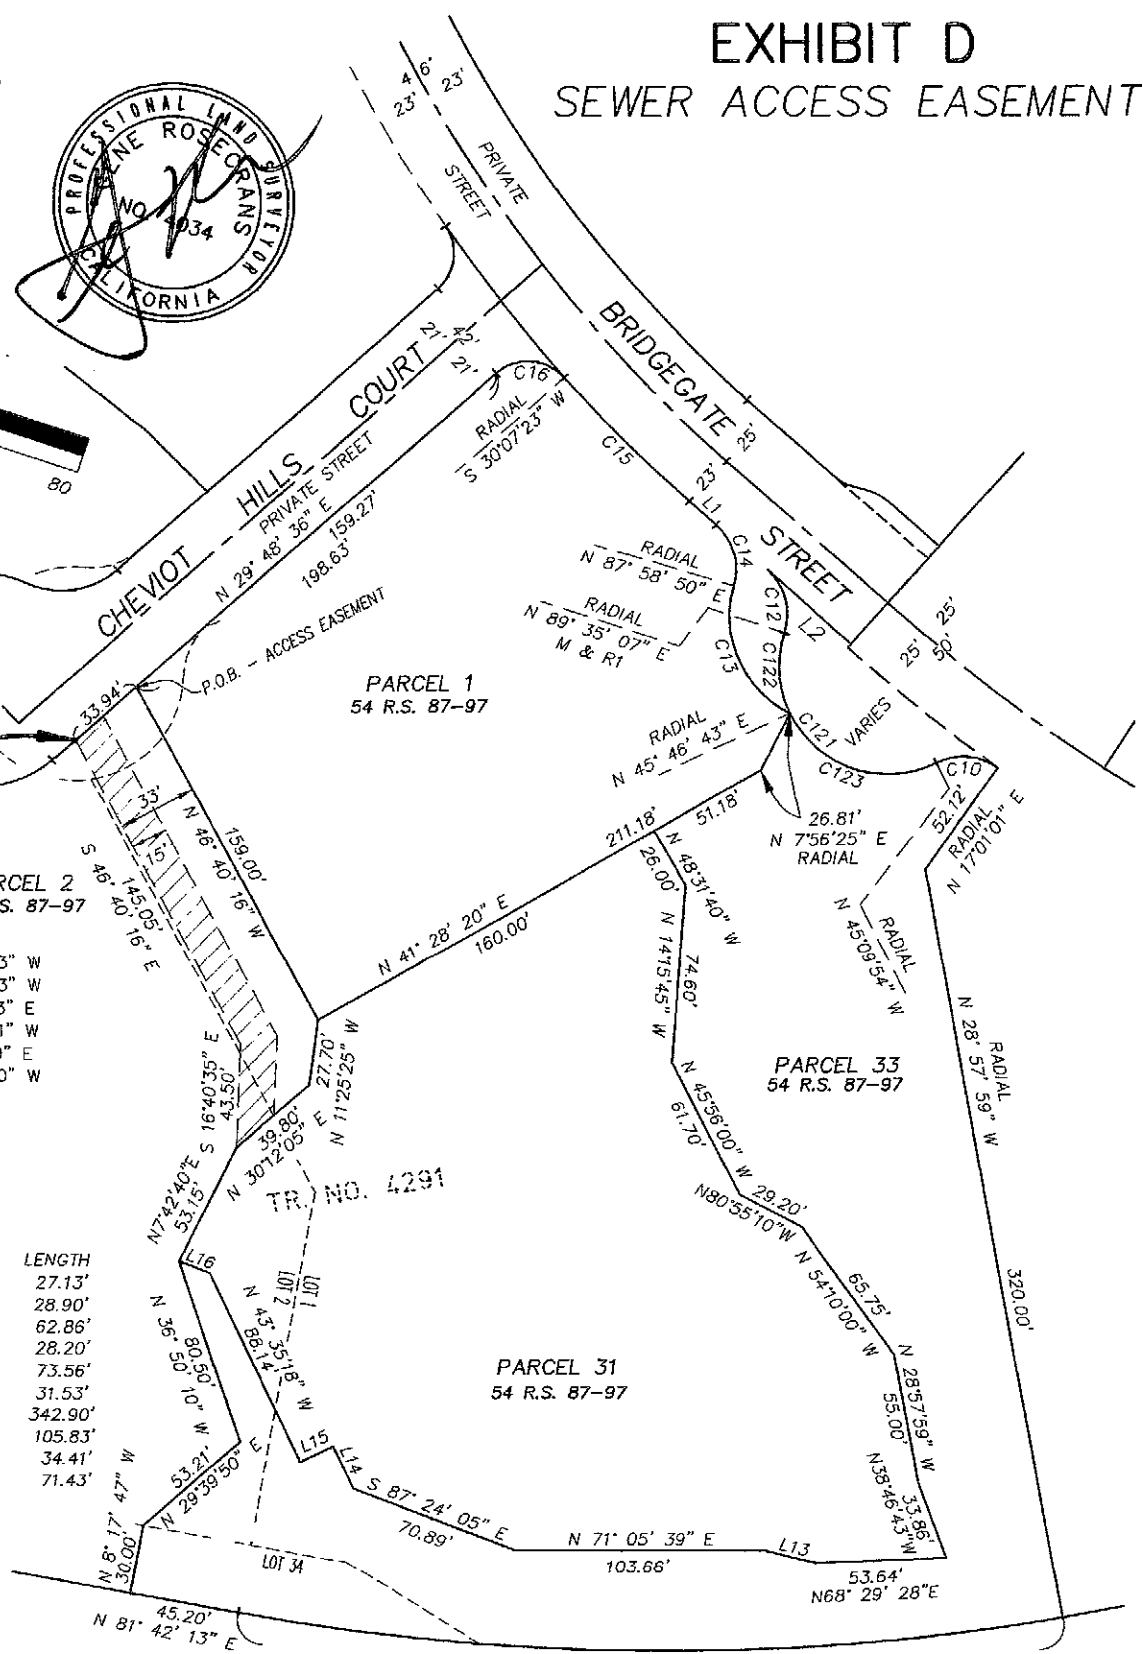 EXHIBIT D
SEWER ACCESS EASEMENT
PROFESSIONAL LAND SURVEYOR
GENE ROSECRANS
NO. 4034
CALIFORNIA
46'
23'
23'
PRIVATE
STREET
BRIDGEGATE
STREET
25'
23'
80
CHEVIOT HILLS COURT
PRIVATE STREET
21'
42'
21'
C16
RADIAL
S 30°07'23" W
C15
L1
C14
N 29° 48' 36" E
159.27'
198.63'
RADIAL
N 87° 58' 50" E
RADIAL
N 89° 35' 07" E
M & R1
C12
L2
C13
C122
25'
25'
50'
P.O.B. - ACCESS EASEMENT
PARCEL 1
54 R.S. 87-97
33.94'
RADIAL
N 45° 46' 43" E
C121
VARIES
C123
C10
33'
15'
N 46° 40' 16" W
159.00'
S 46° 40' 16" E
145.05'
211.18'
51.18'
26.81'
N 7°56'25" E
RADIAL
52.12'
RADIAL
N 17°01'01" E
RCEL 2
S. 87-97
N 48°31'40" W
26.00'
N 41° 28' 20" E
160.00'
N 45°09'54" W
RADIAL
3" W
3" W
3" E
1" W
9" E
0" W
N 14°15'45" W
74.60'
S 16°40'35" E
43.50'
27.70'
N 11°25'25" W
PARCEL 33
54 R.S. 87-97
N 28° 57' 59" W
RADIAL
39.80'
N 30°12'05" E
N 45°56'00" W
61.70'
TR. NO. 4291
N7°42'40"E
53.15'
29.20'
N80°55'10"W
L16
LOT 1
LOT 2
65.75'
N 54°10'00" W
320.00'
LENGTH
27.13'
28.90'
62.86'
28.20'
73.56'
31.53'
342.90'
105.83'
34.41'
71.43'
N 36° 50' 10" W
80.50'
N 43° 35'18" W
88.14'
PARCEL 31
54 R.S. 87-97
N 28°57'59" W
55.00'
L15
L14
53.21'
N 29°39'50" E
S 87° 24' 05" E
70.89'
N38°46'43"W
33.86'
N 8° 17' 47" W
30.00'
LOT 34
N 71° 05' 39" E
103.66'
L13
53.64'
N68° 29' 28"E
45.20'
N 81° 42' 13" E